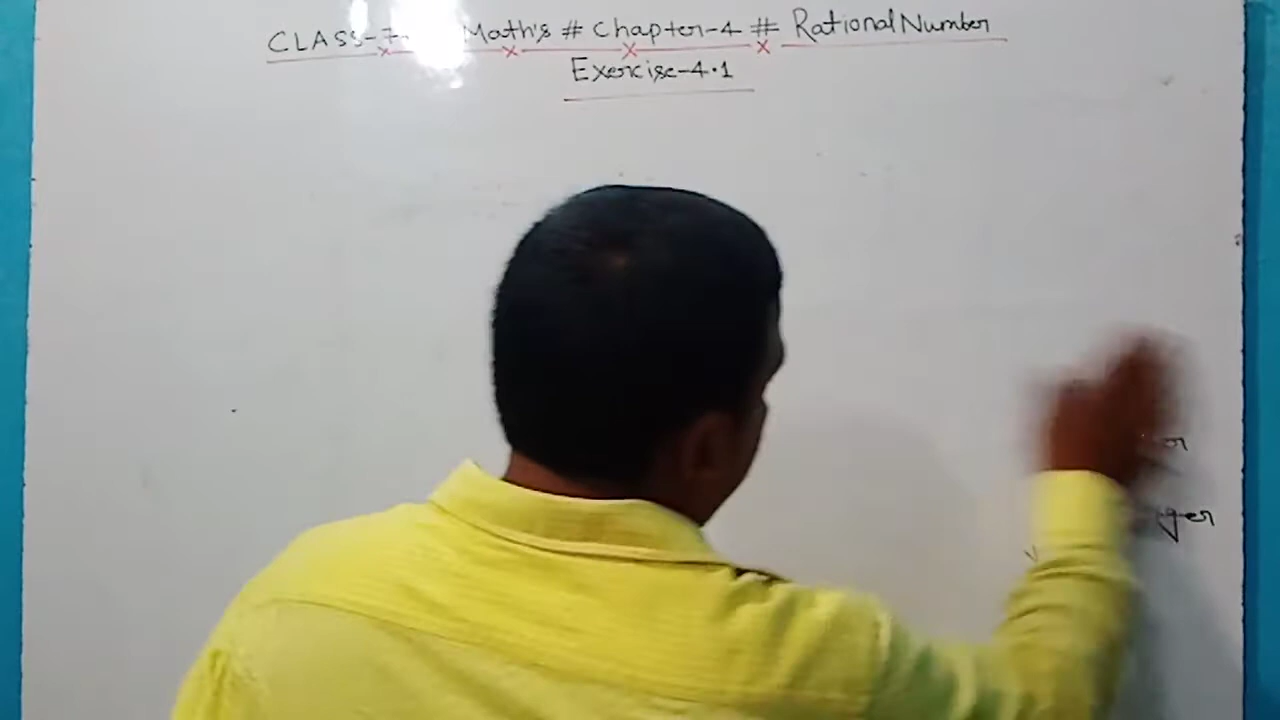 CLASS-7 Math's # Chapter-4 # Rational Number
Exercise-4.1